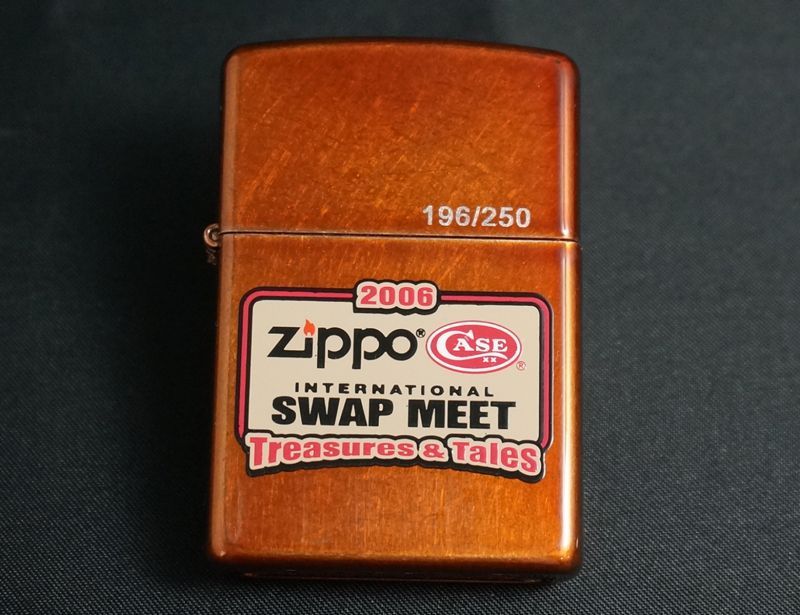 196/250
2006
Zippo® CASE XX ®
INTERNATIONAL
SWAP MEET
Treasures & Tales